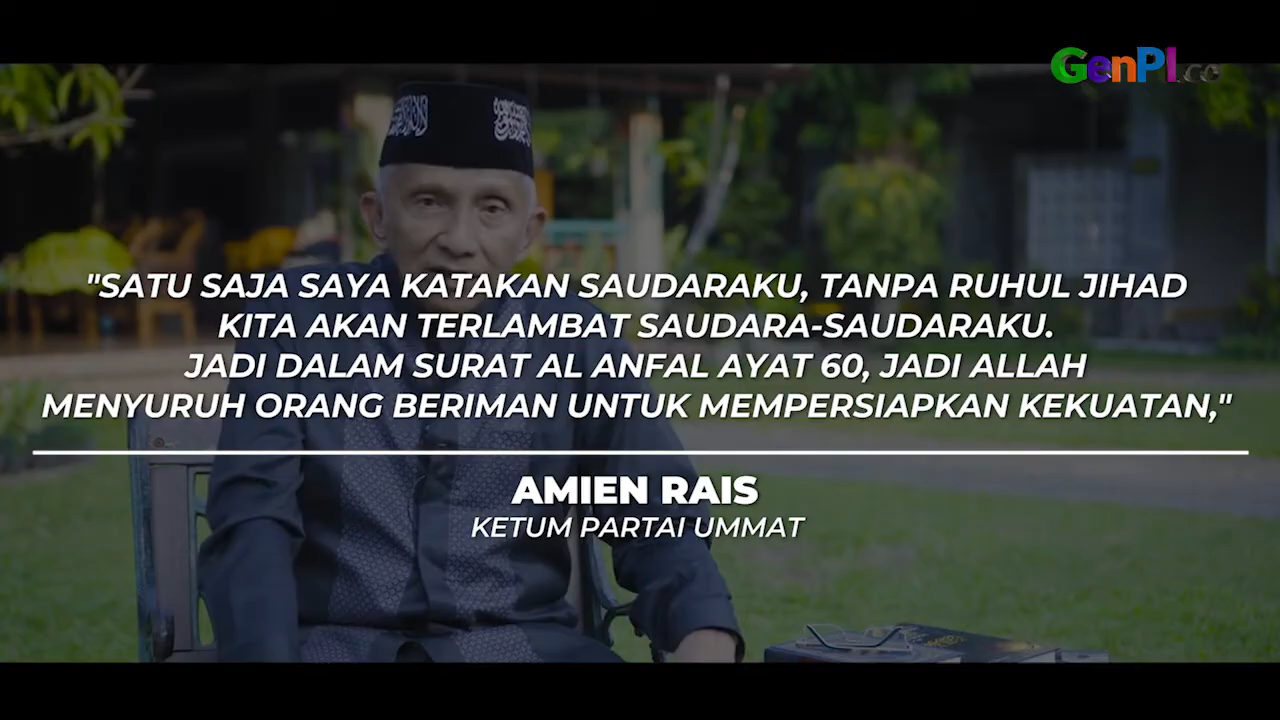 GenPI.co
"SATU SAJA SAYA KATAKAN SAUDARAKU, TANPA RUHUL JIHAD
KITA AKAN TERLAMBAT SAUDARA-SAUDARAKU.
JADI DALAM SURAT AL ANFAL AYAT 60, JADI ALLAH
MENYURUH ORANG BERIMAN UNTUK MEMPERSIAPKAN KEKUATAN,"
AMIEN RAIS
KETUM PARTAI UMMAT